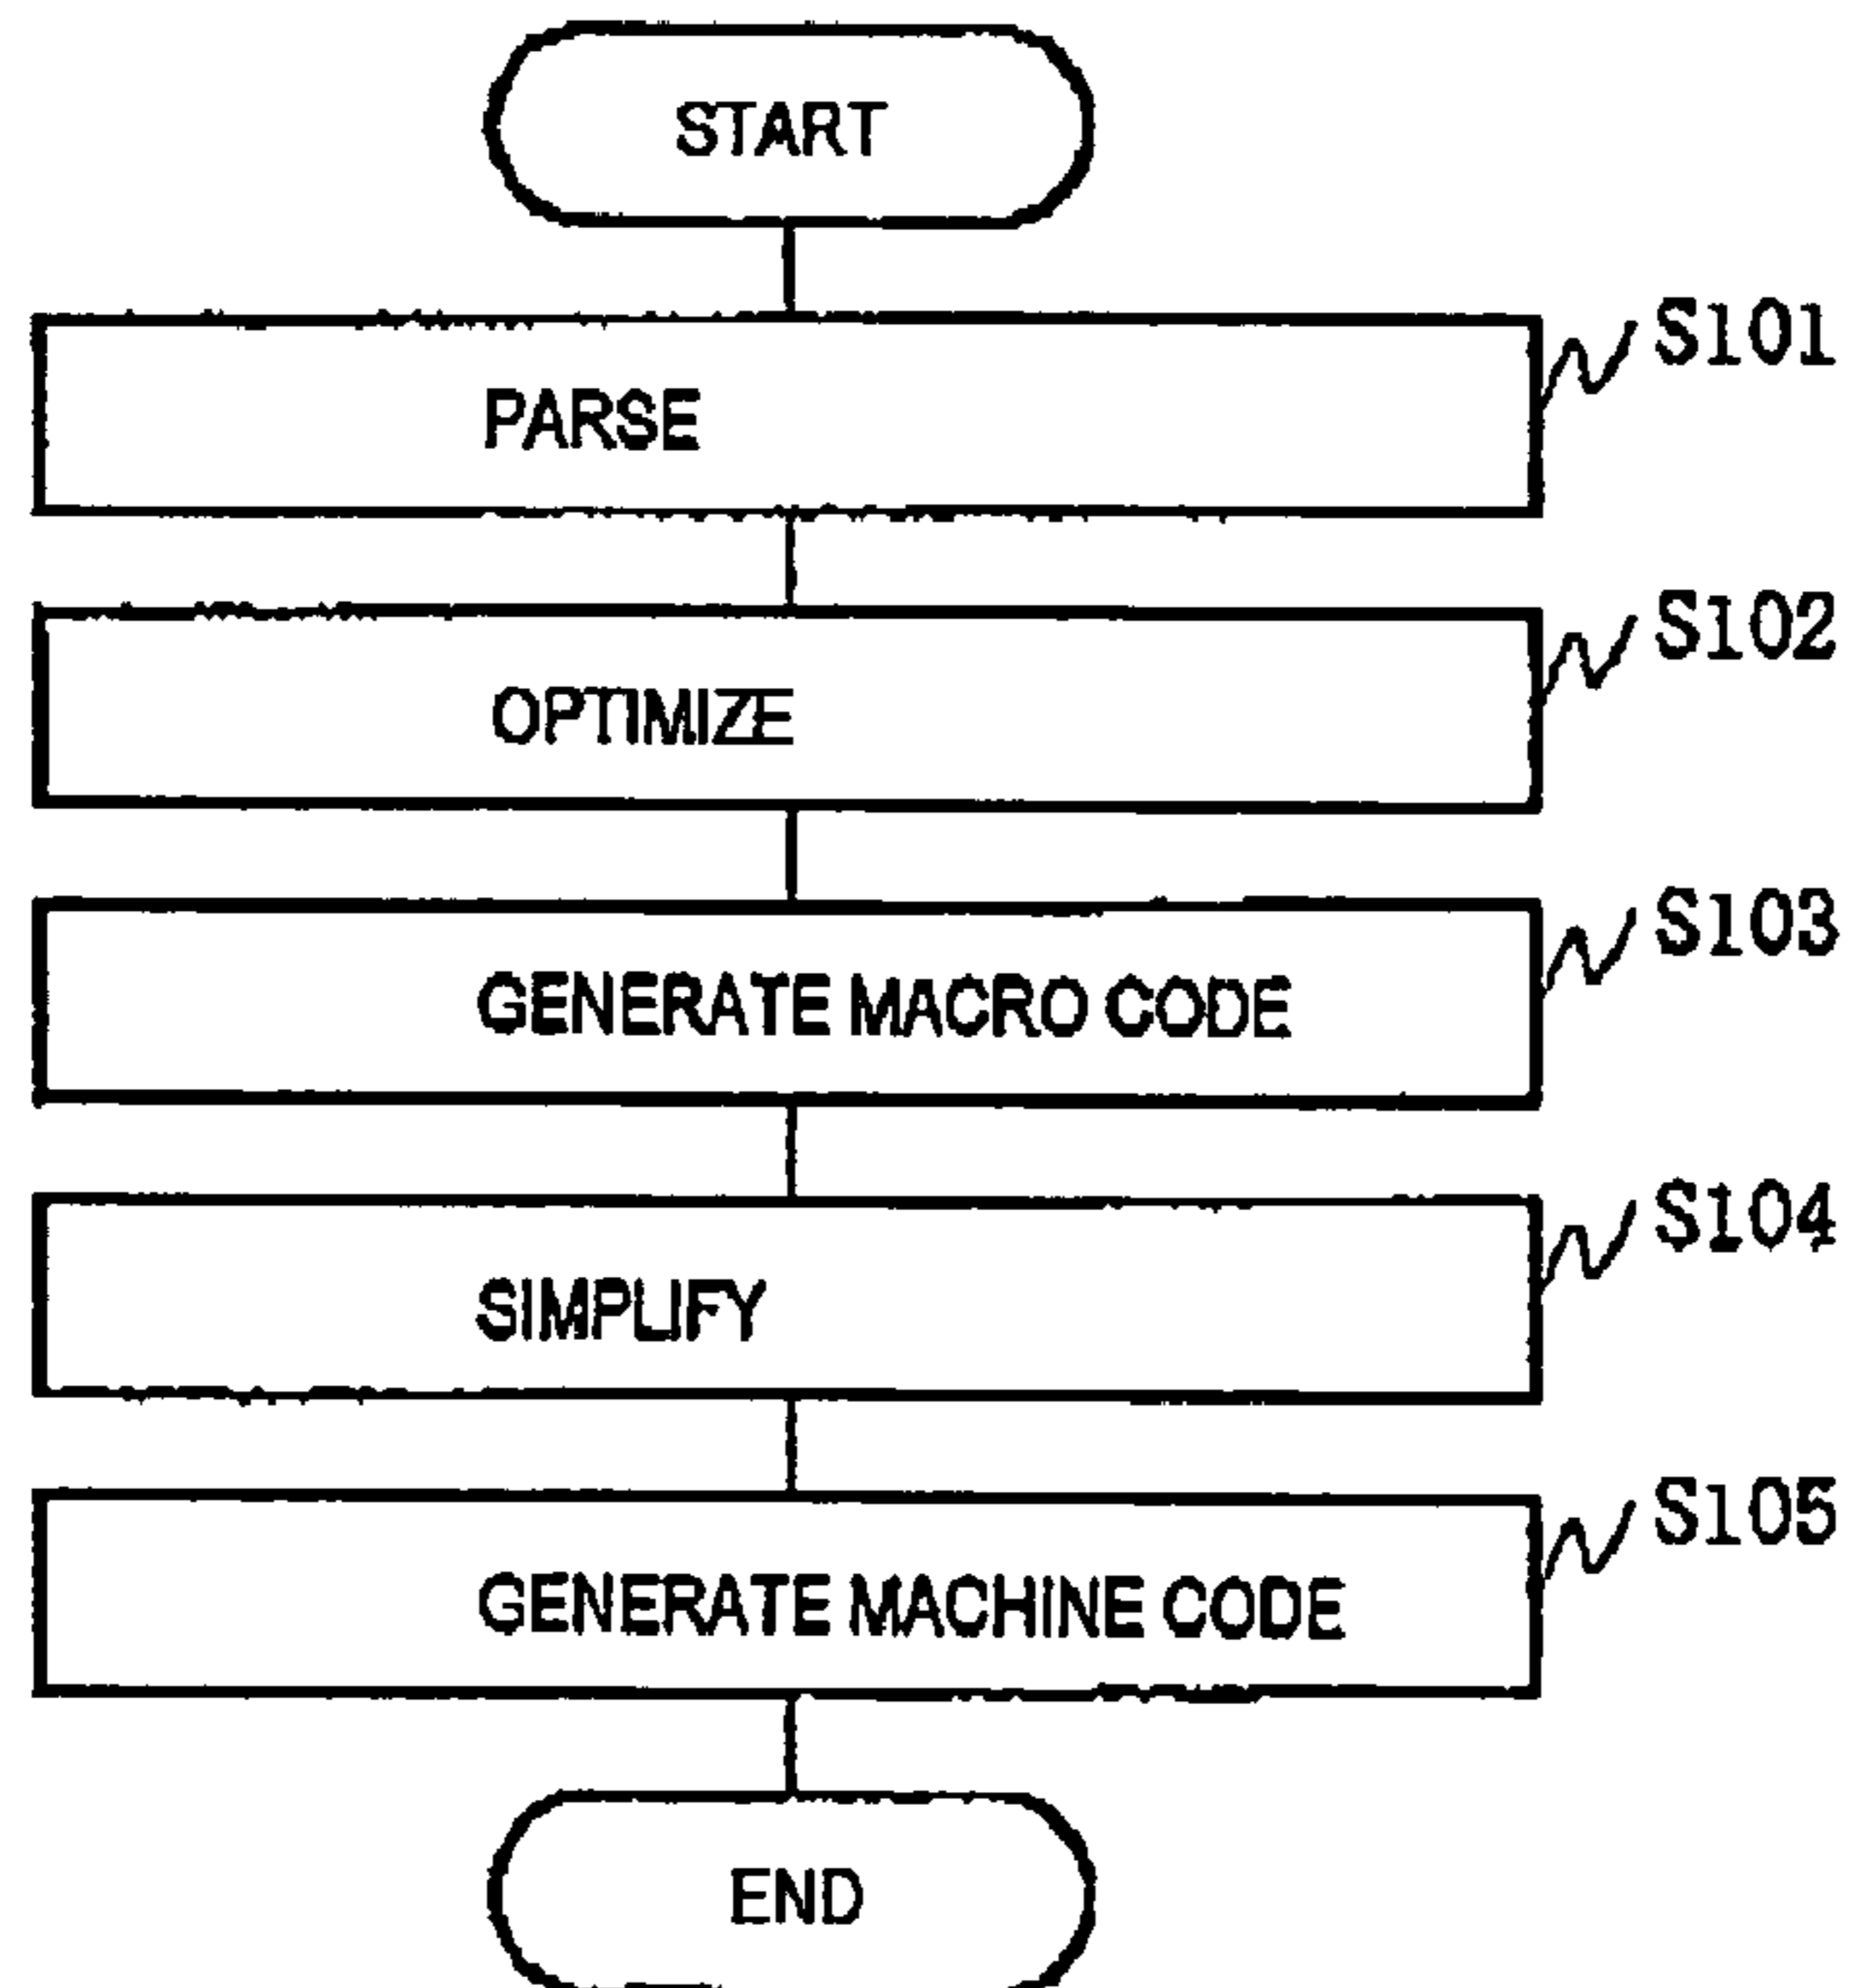 START
S101
PARSE
S102
OPTIMIZE
S103
GENERATE MACRO CODE
S104
SIMPLIFY
S105
GENERATE MACHINE CODE
END